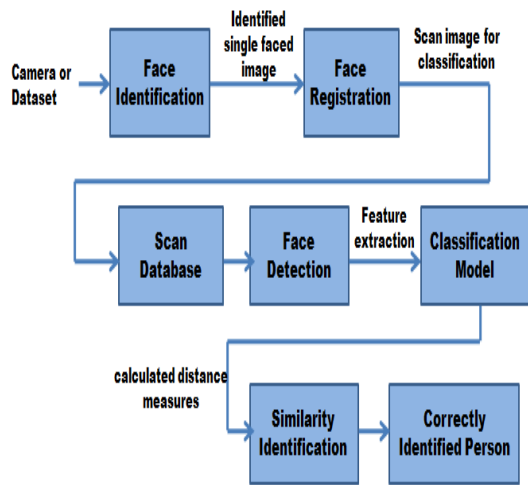 Camera or
Dataset
Face
Identification
Identified
single faced
image
Face
Registration
Scan image for
classification
Scan
Database
Face
Detection
Feature
extraction
Classification
Model
calculated distance
measures
Similarity
Identification
Correctly
Identified Person